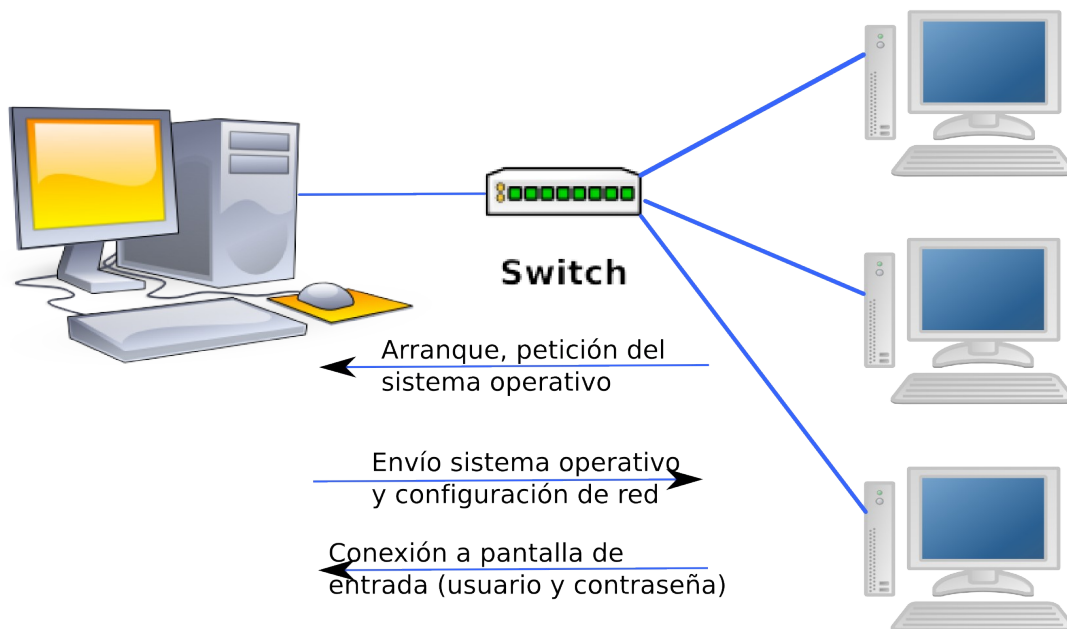 Switch
Arranque, petición del
sistema operativo
Envío sistema operativo
y configuración de red
Conexión a pantalla de
entrada (usuario y contraseña)